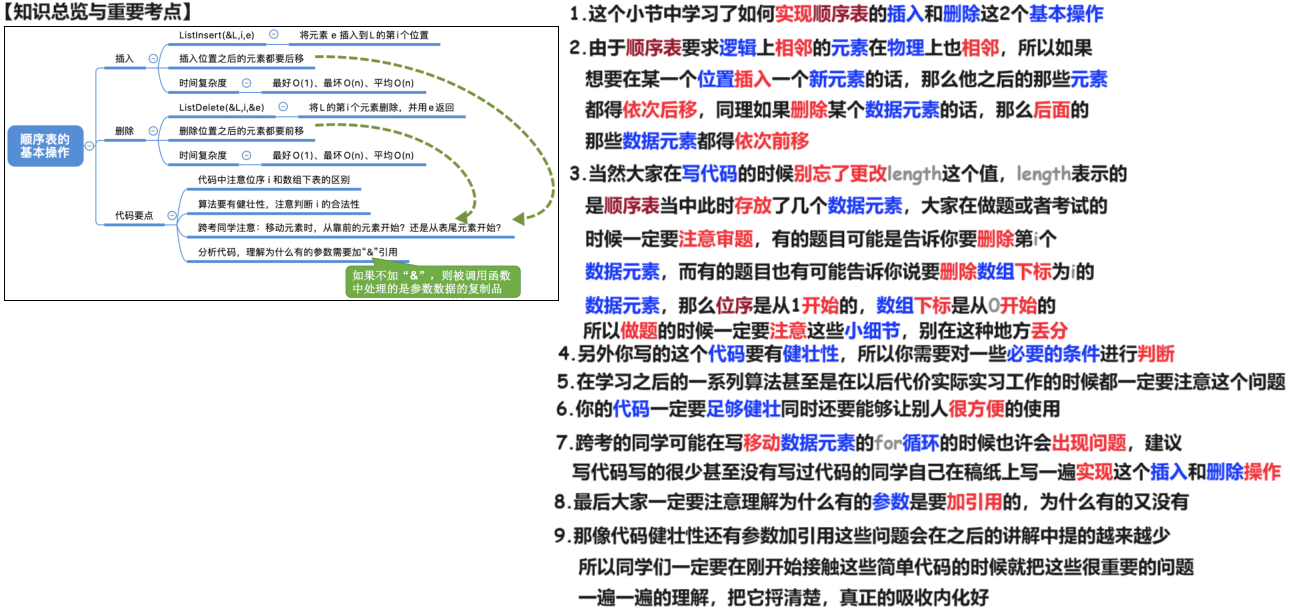 【知识总览与重要考点】
顺序表的
基本操作
插入
ListInsert(&L,i,e)
将元素 e 插入到 L 的第 i 个位置
插入位置之后的元素都要后移
时间复杂度
最好O(1)、最坏O(n)、平均O(n)
删除
ListDelete(&L,i,&e)
将 L 的第 i 个元素删除，并用 e 返回
删除位置之后的元素都要前移
时间复杂度
最好O(1)、最坏O(n)、平均O(n)
代码要点
代码中注意位序 i 和数组下表的区别
算法要有健壮性，注意判断 i 的合法性
跨考同学注意：移动元素时，从靠前的元素开始？还是从表尾元素开始？
分析代码，理解为什么有的参数需要加“&”引用
如果不加“&”，则被调用函数
中处理的是参数数据的复制品
1.这个小节中学习了如何实现顺序表的插入和删除这2个基本操作
2.由于顺序表要求逻辑上相邻的元素在物理上也相邻，所以如果
想要在某一个位置插入一个新元素的话，那么他之后的那些元素
都得依次后移，同理如果删除某个数据元素的话，那么后面的
那些数据元素都得依次前移
3.当然大家在写代码的时候别忘了更改length这个值，length表示的
是顺序表当中此时存放了几个数据元素，大家在做题或者考试的
时候一定要注意审题，有的题目可能是告诉你要删除第i个
数据元素，而有的题目也有可能告诉你说要删除数组下标为i的
数据元素，那么位序是从1开始的，数组下标是从0开始的
所以做题的时候一定要注意这些小细节，别在这种地方丢分
4.另外你写的这个代码要有健壮性，所以你需要对一些必要的条件进行判断
5.在学习之后的一系列算法甚至是在以后代价实际实习工作的时候都一定要注意这个问题
6.你的代码一定要足够健壮同时还要能够让别人很方便的使用
7.跨考的同学可能在写移动数据元素的for循环的时候也许会出现问题，建议
写代码写的很少甚至没有写过代码的同学自己在稿纸上写一遍实现这个插入和删除操作
8.最后大家一定要注意理解为什么有的参数是要加引用的，为什么有的又没有
9.那像代码健壮性还有参数加引用这些问题会在之后的讲解中提的越来越少
所以同学们一定要在刚开始接触这些简单代码的时候就把这些很重要的问题
一遍一遍的理解，把它捋清楚，真正的吸收内化好